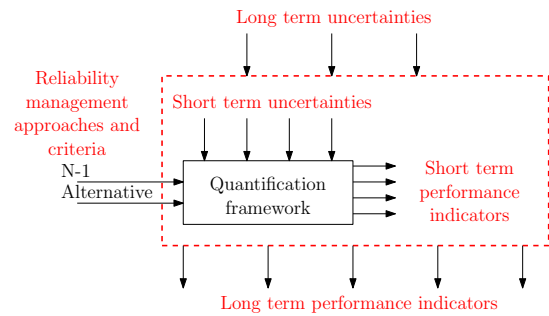 Long term uncertainties
Reliability
management
approaches and
criteria
Short term uncertainties
N-1
Alternative
Quantification
framework
Short term
performance
indicators
Long term performance indicators